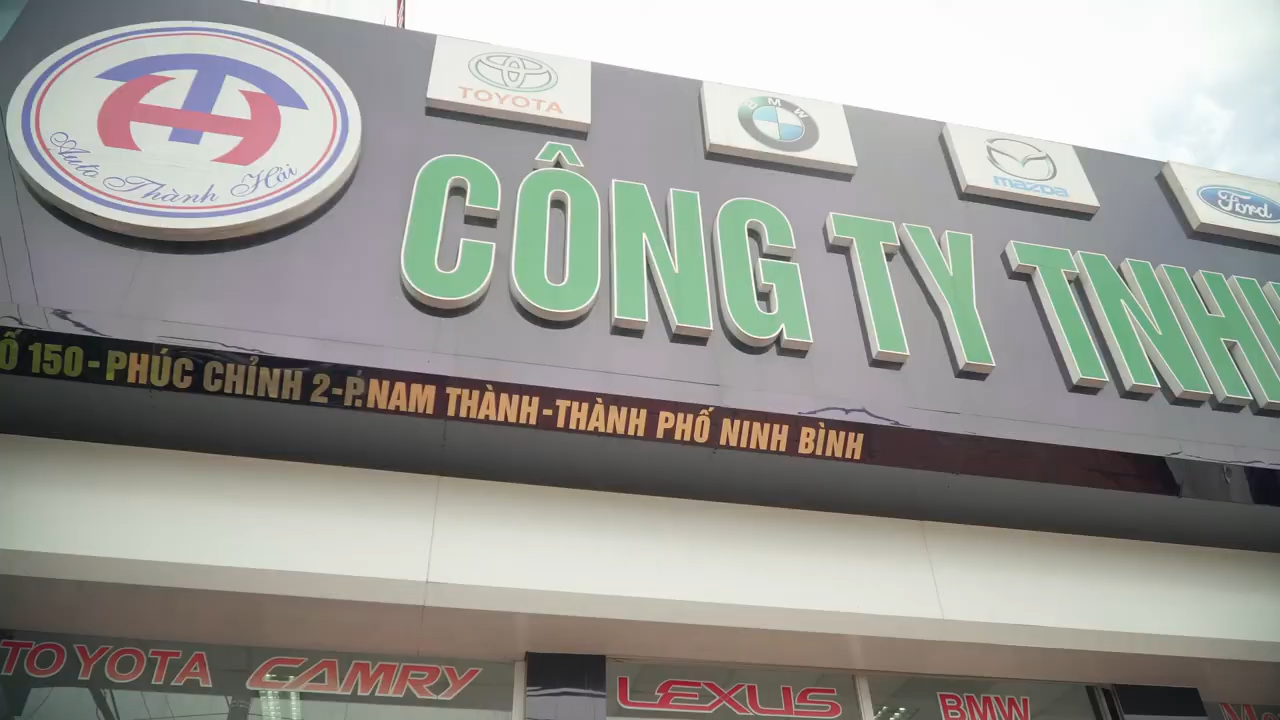 Auto Thành Hải
TOYOTA
BMW
mazda
Ford
CÔNG TY TNHH
Ố 150-PHÚC CHỈNH 2-P.NAM THÀNH-THÀNH PHỐ NINH BÌNH
TOYOTA CAMRY
LEXUS
BMW